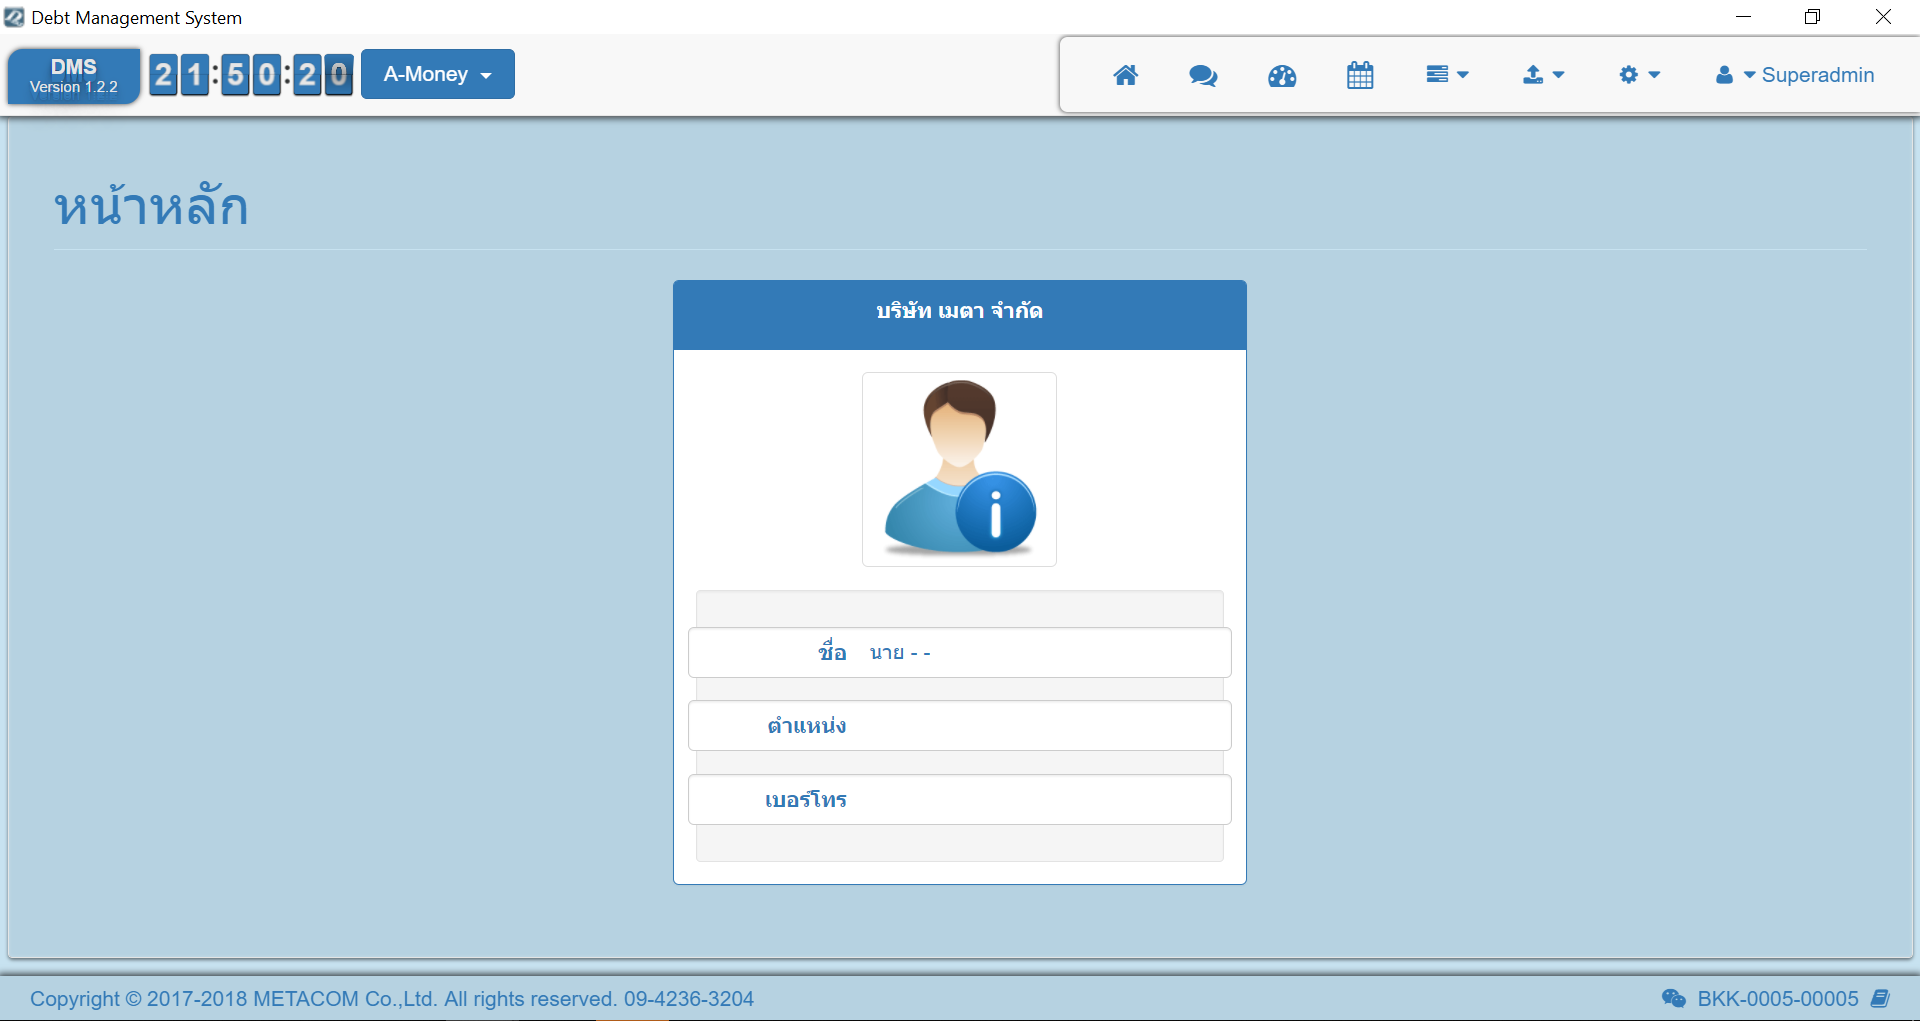 Debt Management System
DMS
Version 1.2.2
21:50:20
A-Money
Superadmin
หน้าหลัก
บริษัท เมตา จำกัด
ชื่อ นาย - -
ตำแหน่ง
เบอร์โทร
Copyright © 2017-2018 METACOM Co.,Ltd. All rights reserved. 09-4236-3204
BKK-0005-00005